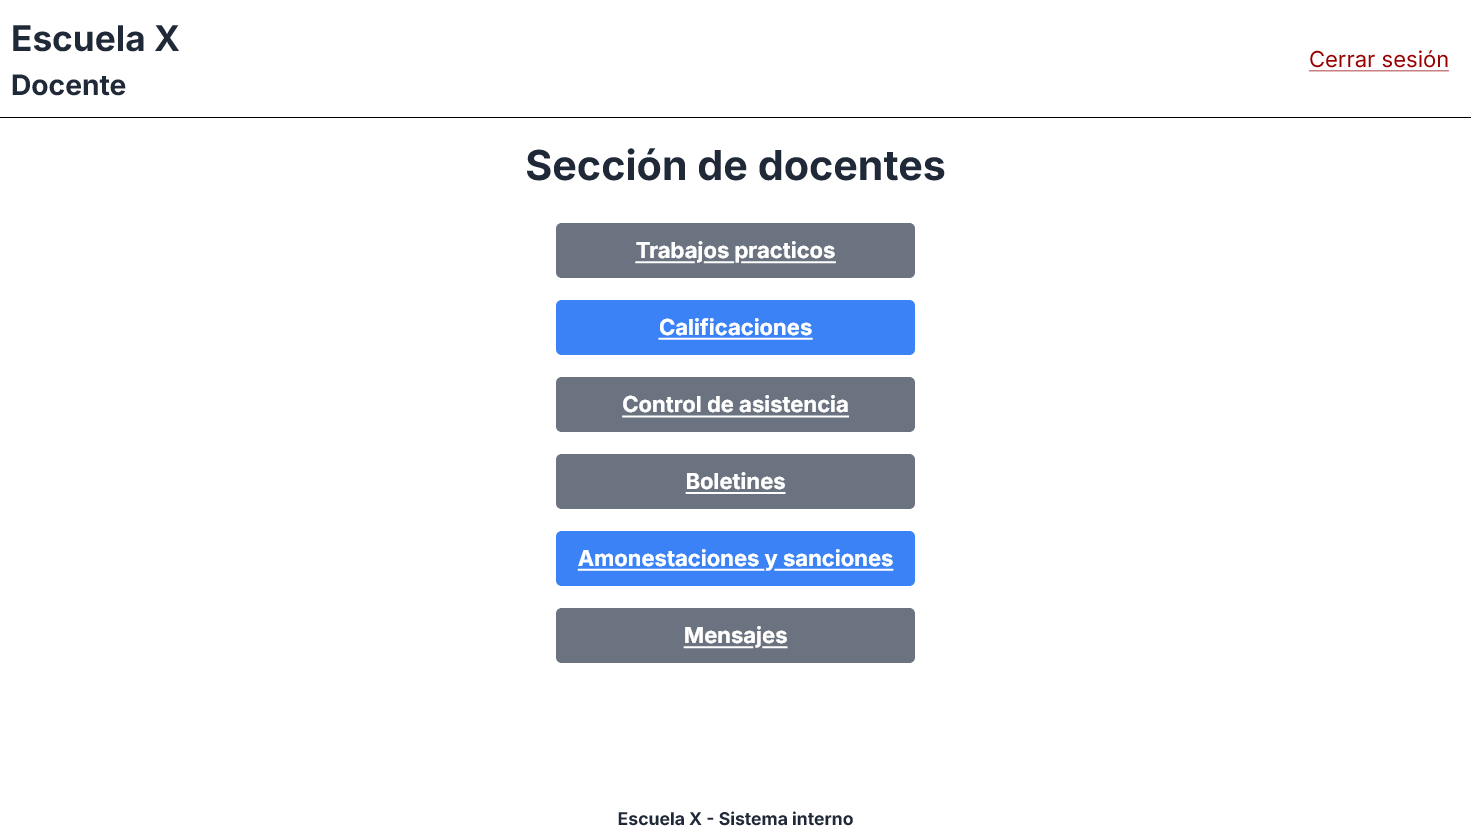 Escuela X
Docente
Cerrar sesión
Sección de docentes
Trabajos practicos
Calificaciones
Control de asistencia
Boletines
Amonestaciones y sanciones
Mensajes
Escuela X - Sistema interno